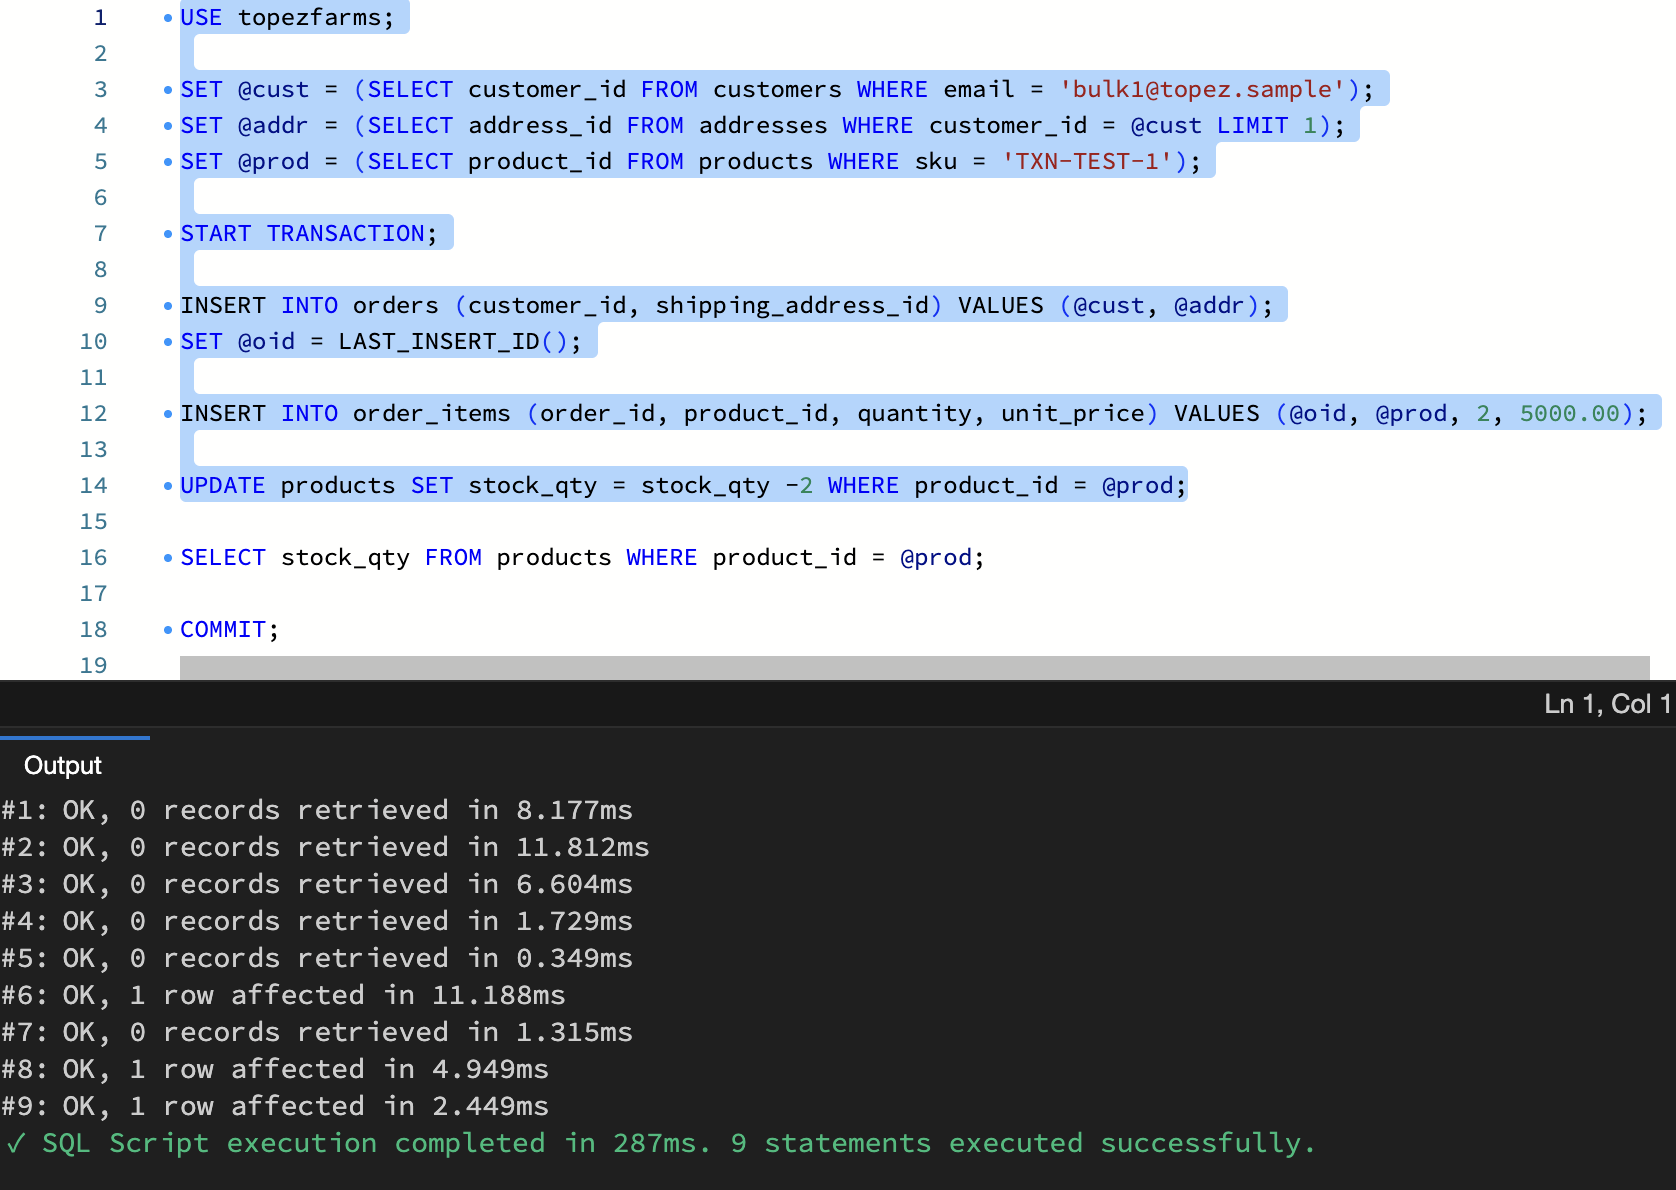 1 USE topezfarms;
2
3 SET @cust = (SELECT customer_id FROM customers WHERE email = 'bulk1@topez.sample');
4 SET @addr = (SELECT address_id FROM addresses WHERE customer_id = @cust LIMIT 1);
5 SET @prod = (SELECT product_id FROM products WHERE sku = 'TXN-TEST-1');
6
7 START TRANSACTION;
8
9 INSERT INTO orders (customer_id, shipping_address_id) VALUES (@cust, @addr);
10 SET @oid = LAST_INSERT_ID();
11
12 INSERT INTO order_items (order_id, product_id, quantity, unit_price) VALUES (@oid, @prod, 2, 5000.00);
13
14 UPDATE products SET stock_qty = stock_qty -2 WHERE product_id = @prod;
15
16 SELECT stock_qty FROM products WHERE product_id = @prod;
17
18 COMMIT;
19
Ln 1, Col 1
Output
#1: OK, 0 records retrieved in 8.177ms
#2: OK, 0 records retrieved in 11.812ms
#3: OK, 0 records retrieved in 6.604ms
#4: OK, 0 records retrieved in 1.729ms
#5: OK, 0 records retrieved in 0.349ms
#6: OK, 1 row affected in 11.188ms
#7: OK, 0 records retrieved in 1.315ms
#8: OK, 1 row affected in 4.949ms
#9: OK, 1 row affected in 2.449ms
✓ SQL Script execution completed in 287ms. 9 statements executed successfully.